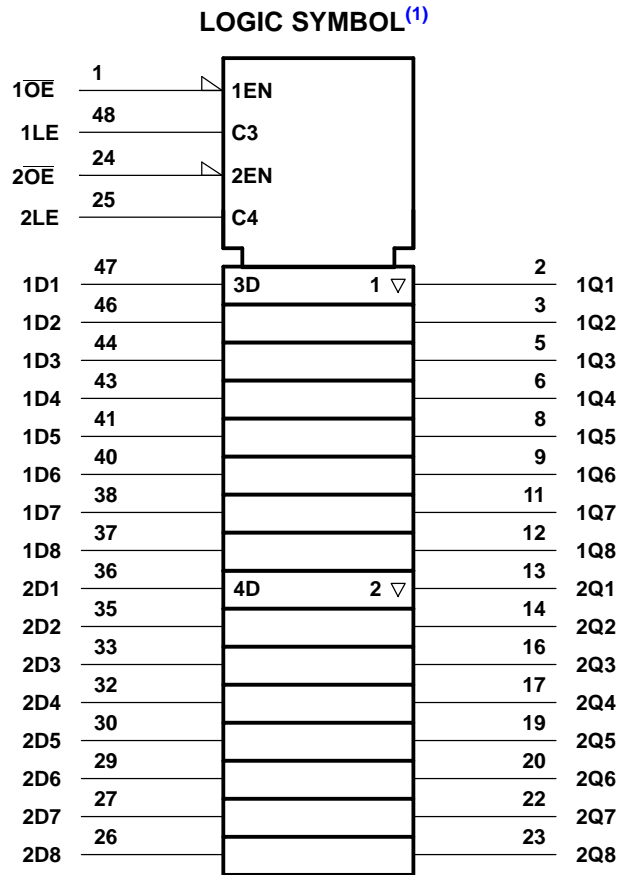 LOGIC SYMBOL(1)
1O̅E̅ 1 1EN
1LE 48 C3
2O̅E̅ 24 2EN
2LE 25 C4
1D1 47 3D 1 ▽ 2 1Q1
1D2 46 3 1Q2
1D3 44 5 1Q3
1D4 43 6 1Q4
1D5 41 8 1Q5
1D6 40 9 1Q6
1D7 38 11 1Q7
1D8 37 12 1Q8
2D1 36 4D 2 ▽ 13 2Q1
2D2 35 14 2Q2
2D3 33 16 2Q3
2D4 32 17 2Q4
2D5 30 19 2Q5
2D6 29 20 2Q6
2D7 27 22 2Q7
2D8 26 23 2Q8